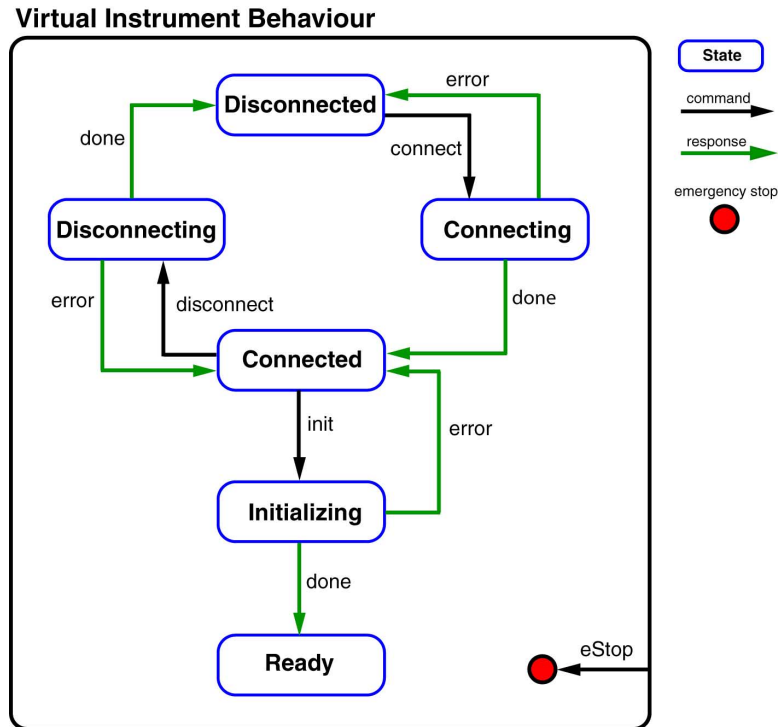 Virtual Instrument Behaviour
State
command
response
emergency stop
Disconnected
error
connect
done
Disconnecting
Connecting
error
disconnect
done
Connected
init
error
Initializing
done
Ready
eStop